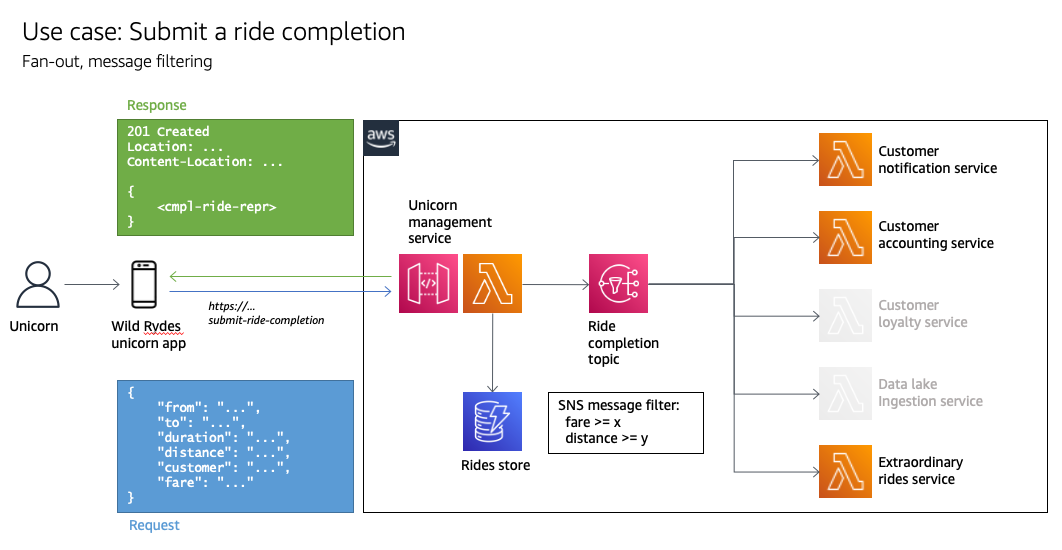 Use case: Submit a ride completion
Fan-out, message filtering
Response
201 Created
Location: ...
Content-Location: ...
{
<cmpl-ride-repr>
}
aws
Unicorn
management
service
Customer
notification service
Customer
accounting service
Unicorn
Wild Rydes
unicorn app
https://...
submit-ride-completion
Ride
completion
topic
Customer
loyalty service
Data lake
Ingestion service
{
"from": "...",
"to": "...",
"duration": "...",
"distance": "...",
"customer": "...",
"fare": "..."
}
Request
Rides store
SNS message filter:
fare >= x
distance >= y
Extraordinary
rides service